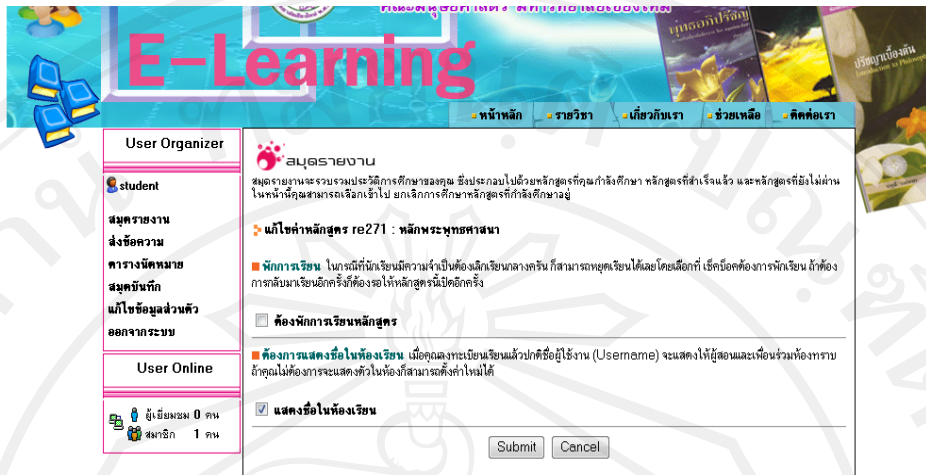 คณะมนุษยศาสตร์ มหาวิทยาลัยเชียงใหม่
E-Learning
พุทธอภิปรัชญา
ปรัชญาเบื้องต้น
หน้าหลัก
รายวิชา
เกี่ยวกับเรา
ช่วยเหลือ
ติดต่อเรา
User Organizer
student
สมุดรายงาน
ส่งข้อความ
ตารางนัดหมาย
สมุดบันทึก
แก้ไขข้อมูลส่วนตัว
ออกจากระบบ
User Online
ผู้เยี่ยมชม 0 คน
สมาชิก 1 คน
สมุดรายงาน
สมุดรายงานจะรวบรวมประวัติการศึกษาของคุณ ซึ่งประกอบไปด้วยหลักสูตรที่คุณกำลังศึกษา หลักสูตรที่สำเร็จแล้ว และหลักสูตรที่ยังไม่ผ่าน
ในหน้านี้คุณสามารถเลือกเข้าไป ยกเลิกการศึกษาหลักสูตรที่กำลังศึกษาอยู่
แก้ไขค่าหลักสูตร re271 : หลักพระพุทธศาสนา
พักการเรียน ในกรณีที่นักเรียนมีความจำเป็นต้องเลิกเรียนกลางครัน ก็สามารถหยุดเรียนได้เลยโดยเลือกที่ เช็คบ็อคต้องการพักเรียน ถ้าต้อง
การกลับมาเรียนอีกครั้งก็ต้องรอให้หลักสูตรนี้เปิดอีกครั้ง
ต้องพักการเรียนหลักสูตร
ต้องการแสดงชื่อในห้องเรียน เมื่อคุณลงทะเบียนเรียนแล้วปกติชื่อผู้ใช้งาน (Username) จะแสดงให้ผู้สอนและเพื่อนร่วมห้องทราบ
ถ้าคุณไม่ต้องการจะแสดงตัวในห้องก็สามารถตั้งค่าใหม่ได้
แสดงชื่อในห้องเรียน
Submit Cancel